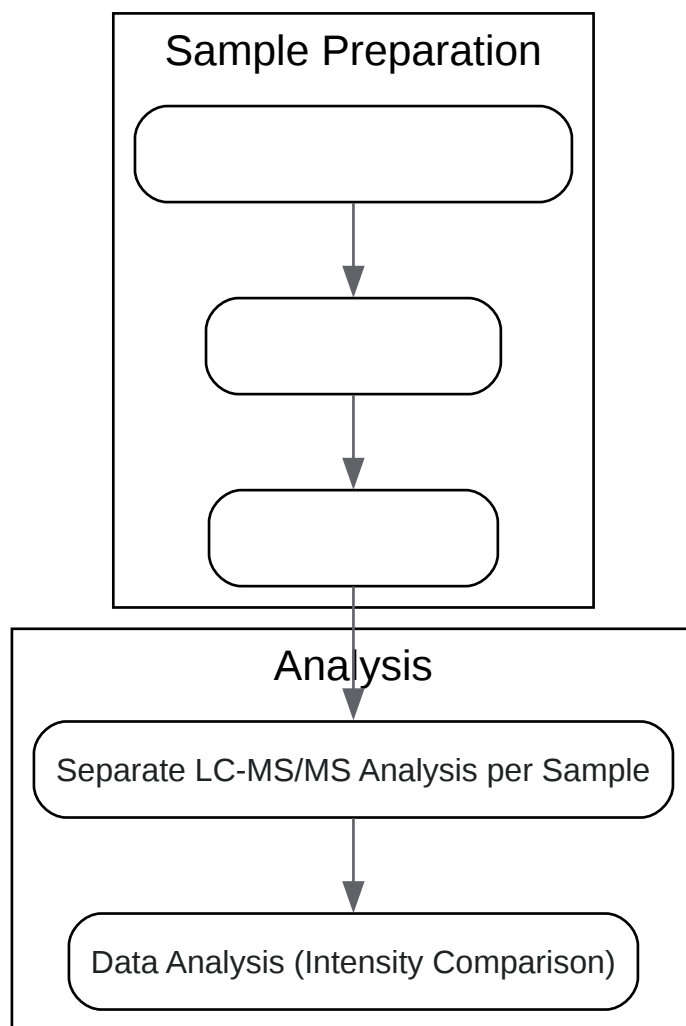 Sample Preparation
Analysis
Separate LC-MS/MS Analysis per Sample
Data Analysis (Intensity Comparison)